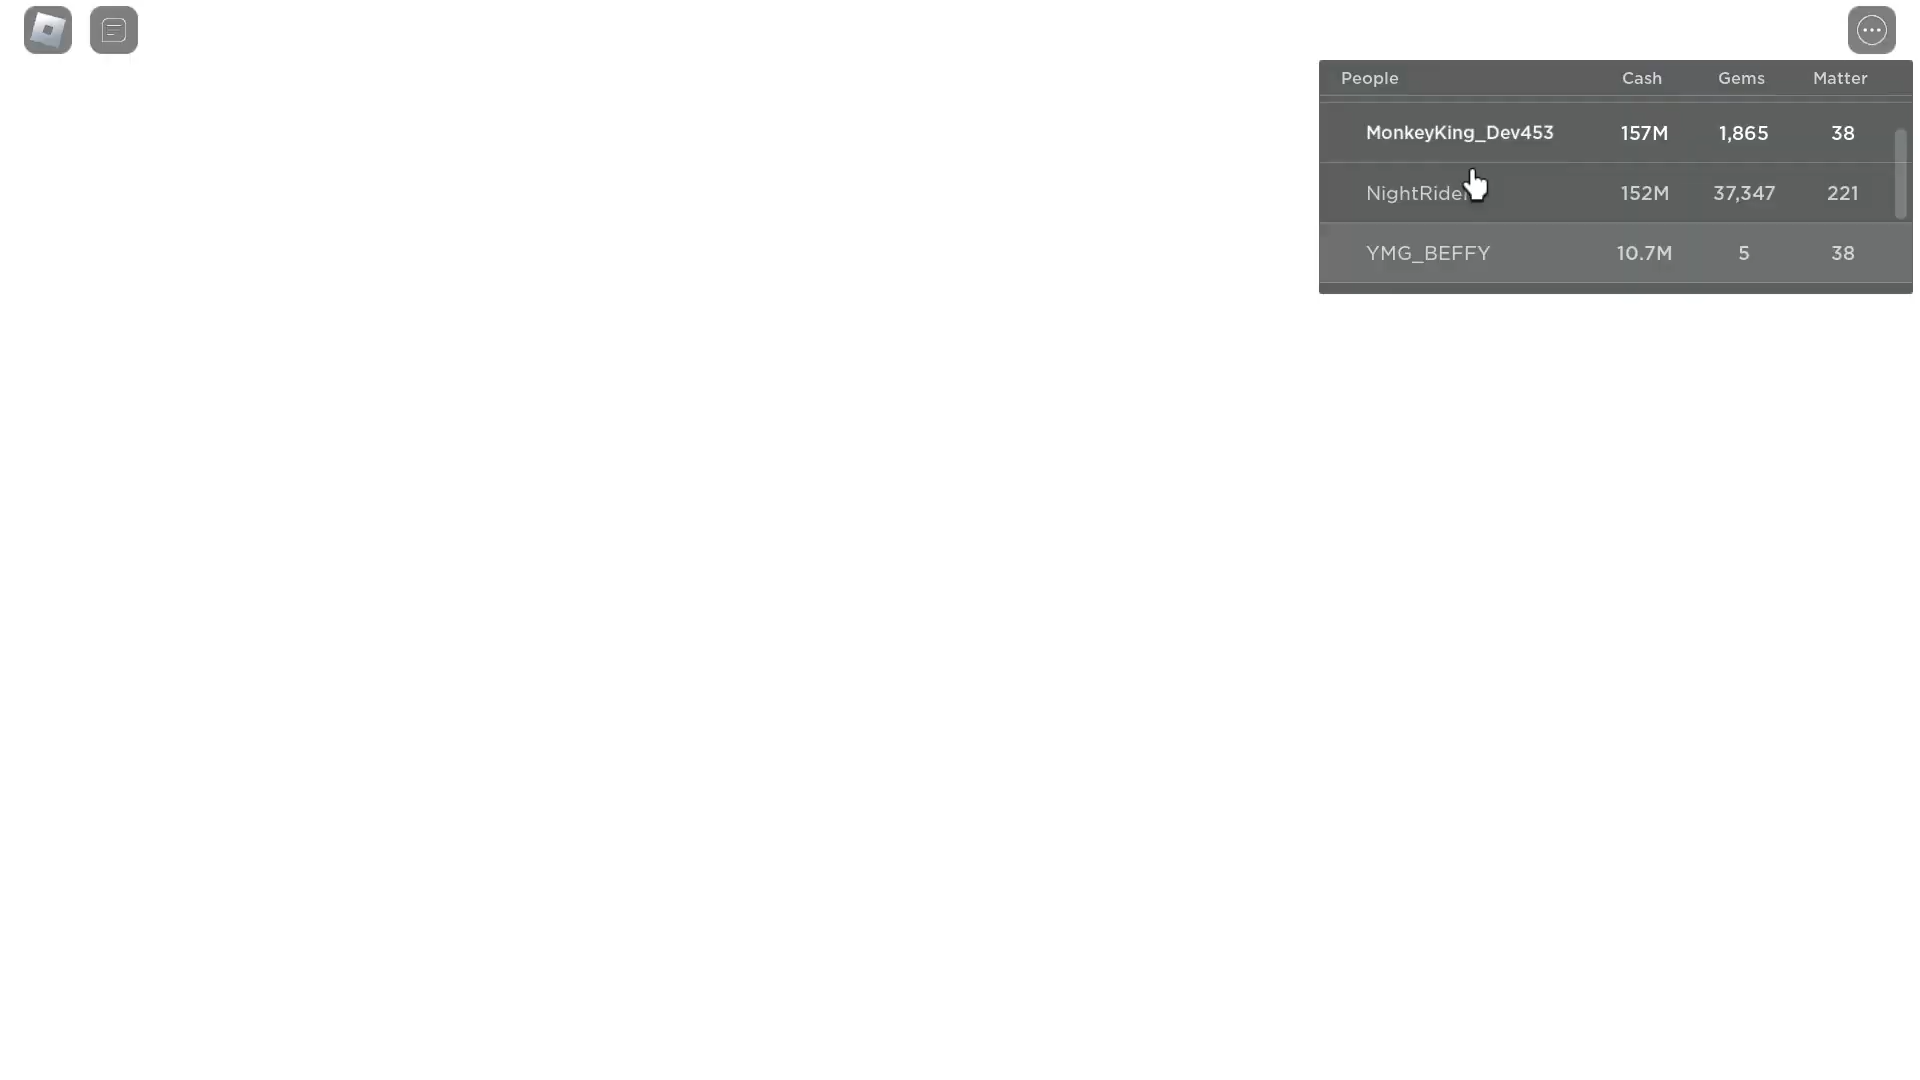 People Cash Gems Matter
MonkeyKing_Dev453 157M 1,865 38
152M 37,347 221
YMG_BEFFY 10.7M 5 38